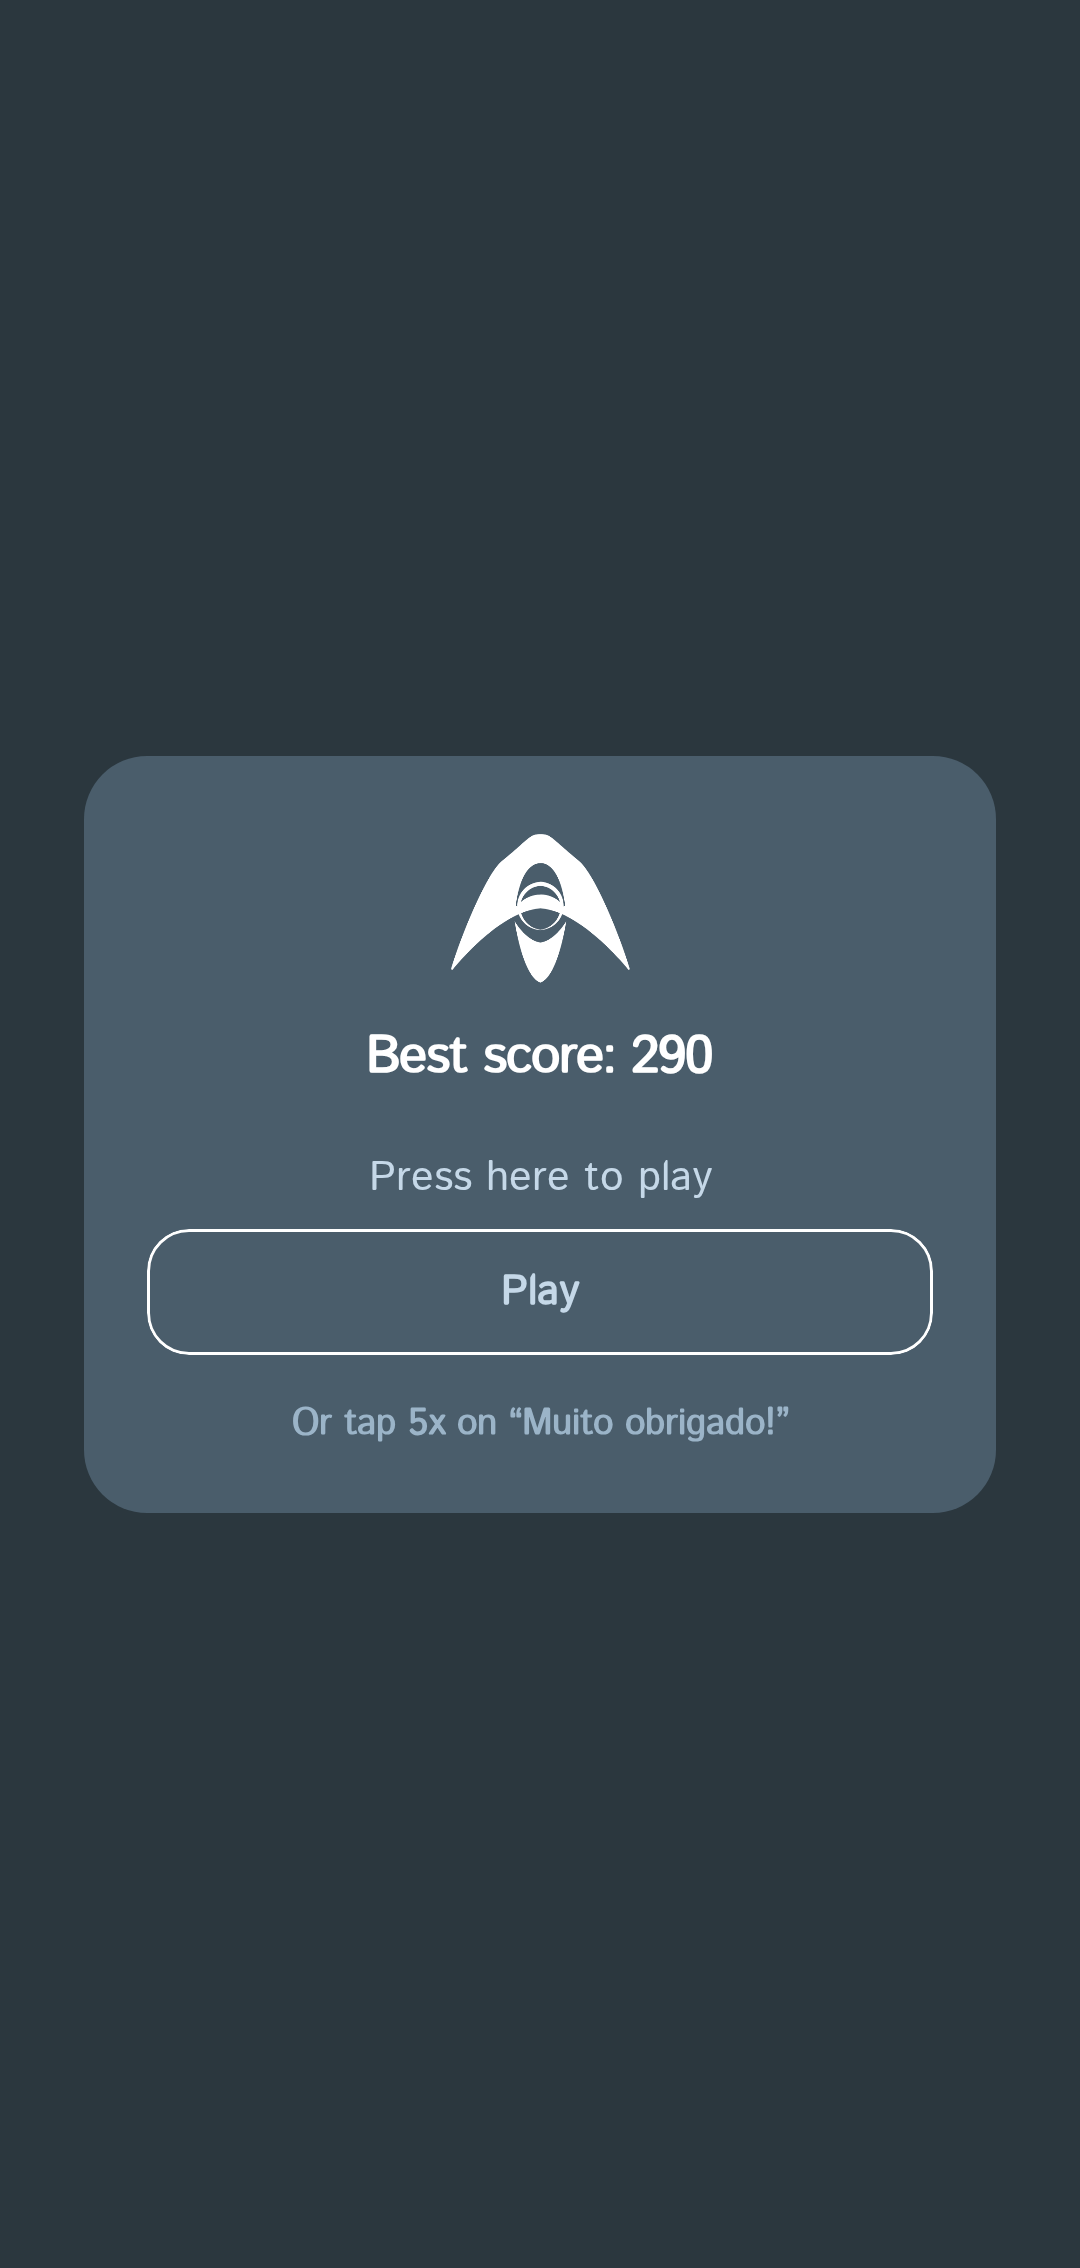 Best score: 290
Press here to play
Play
Or tap 5x on “Muito obrigado!”